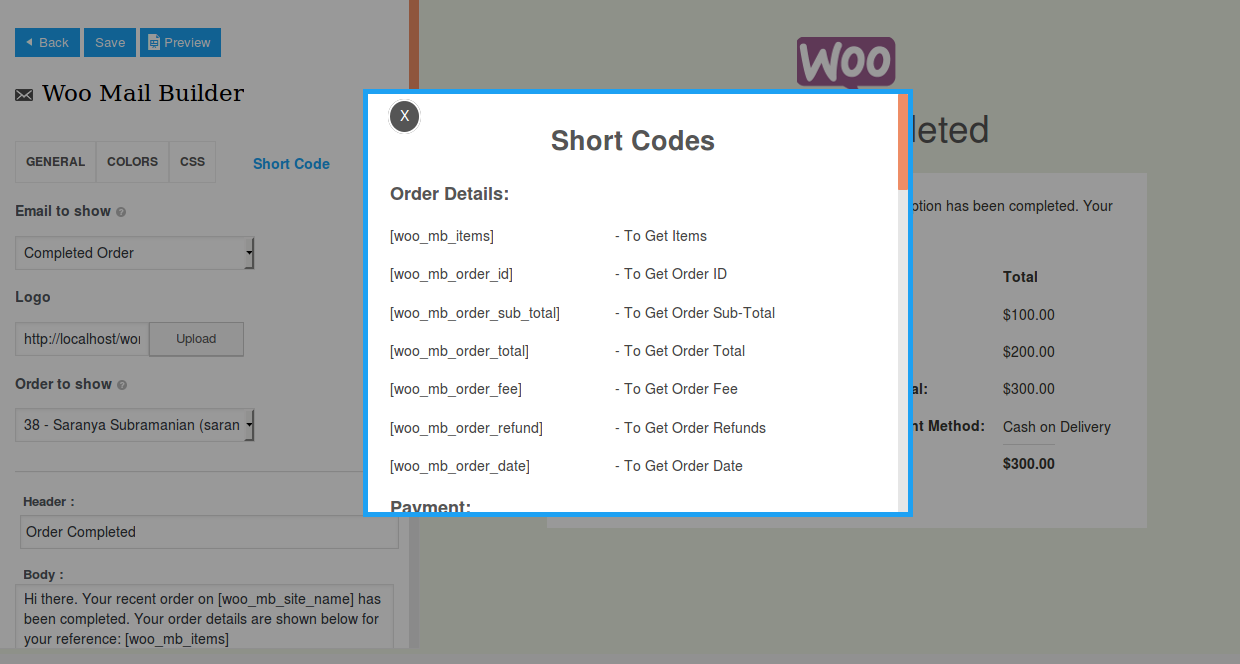 Back Save Preview
Woo Mail Builder
GENERAL COLORS CSS Short Code
Email to show ?
Completed Order
Logo
http://localhost/wor Upload
Order to show ?
38 - Saranya Subramanian (saran
Header :
Order Completed
Body :
Hi there. Your recent order on [woo_mb_site_name] has
been completed. Your order details are shown below for
your reference: [woo_mb_items]
X
Short Codes
Order Details:
[woo_mb_items] - To Get Items
[woo_mb_order_id] - To Get Order ID
[woo_mb_order_sub_total] - To Get Order Sub-Total
[woo_mb_order_total] - To Get Order Total
[woo_mb_order_fee] - To Get Order Fee
[woo_mb_order_refund] - To Get Order Refunds
[woo_mb_order_date] - To Get Order Date
Payment:
WOO
leted
has been completed. Your
Total
$100.00
$200.00
al: $300.00
nt Method: Cash on Delivery
$300.00